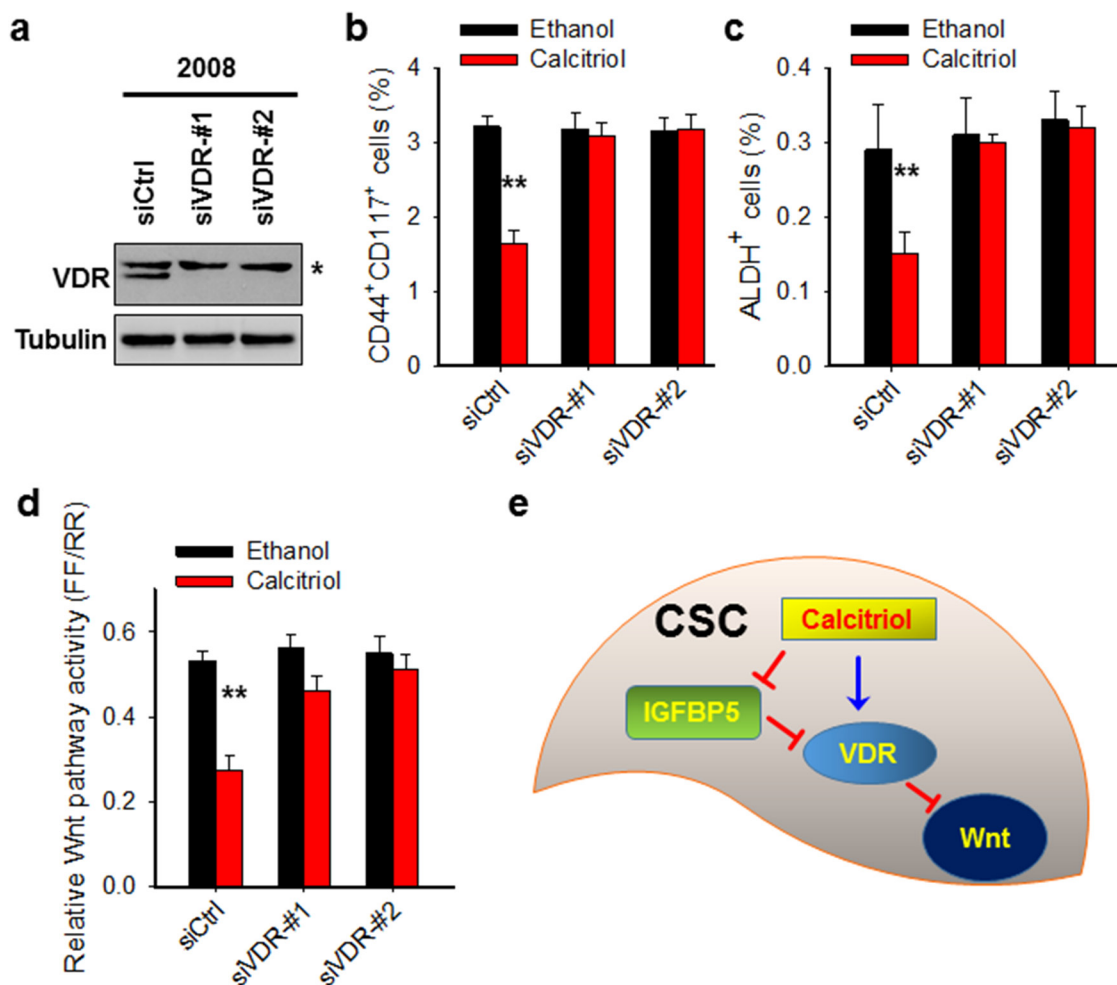 a
2008
siCtrl
siVDR-#1
siVDR-#2
VDR
*
Tubulin
b
Ethanol
Calcitriol
CD44⁺CD117⁺ cells (%)
4
3
2
1
0
**
siCtrl
siVDR-#1
siVDR-#2
c
Ethanol
Calcitriol
ALDH⁺ cells (%)
0.4
0.3
0.2
0.1
0.0
**
siCtrl
siVDR-#1
siVDR-#2
d
Ethanol
Calcitriol
Relative Wnt pathway activity (FF/RR)
0.6
0.4
0.2
0.0
**
siCtrl
siVDR-#1
siVDR-#2
e
CSC
Calcitriol
IGFBP5
VDR
Wnt